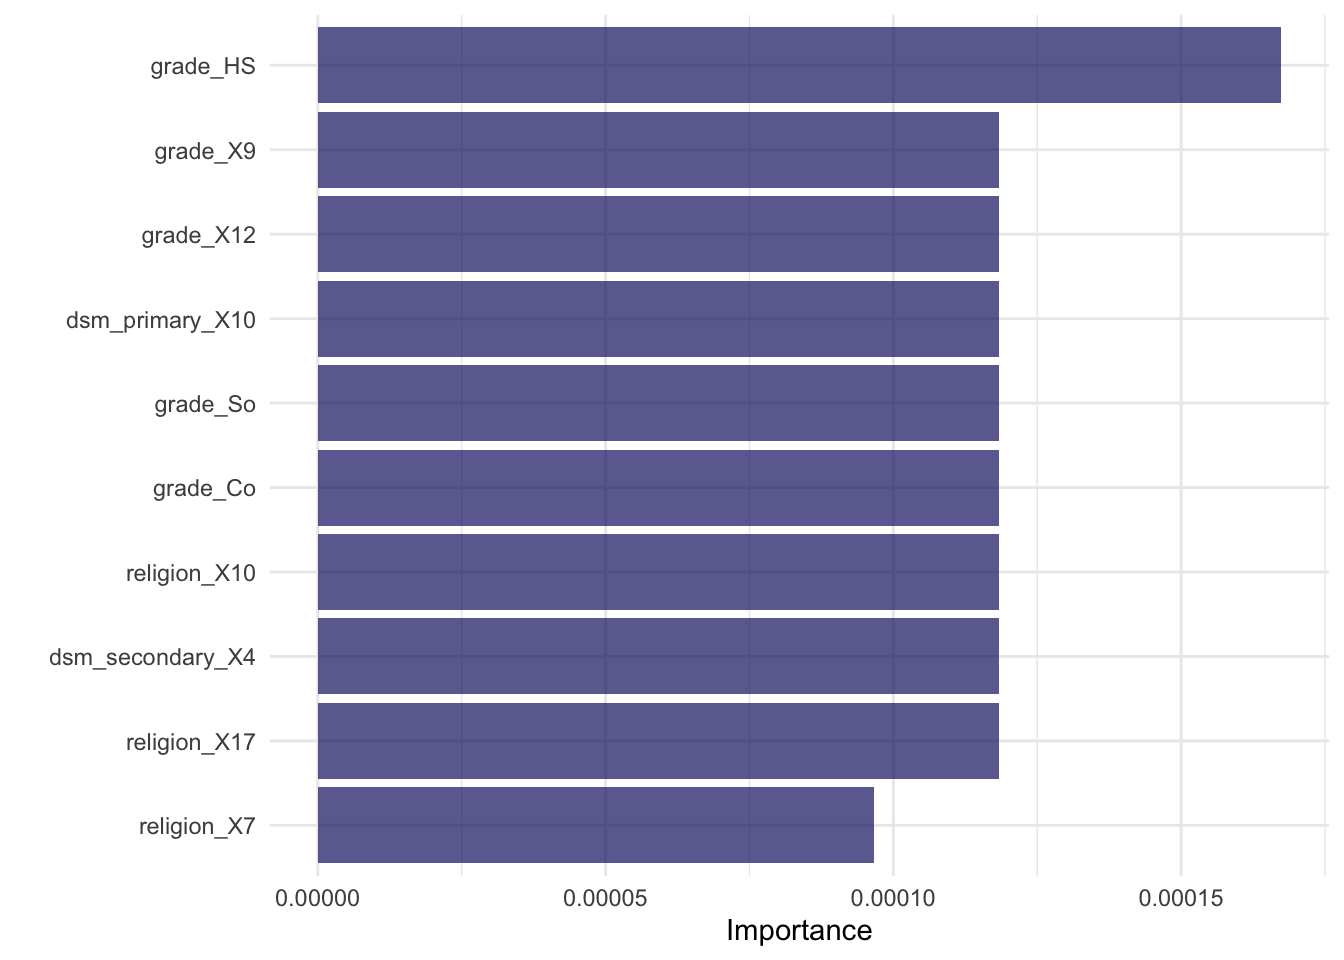 grade_HS
grade_X9
grade_X12
dsm_primary_X10
grade_So
grade_Co
religion_X10
dsm_secondary_X4
religion_X17
religion_X7
0.00000 0.00005 0.00010 0.00015
Importance